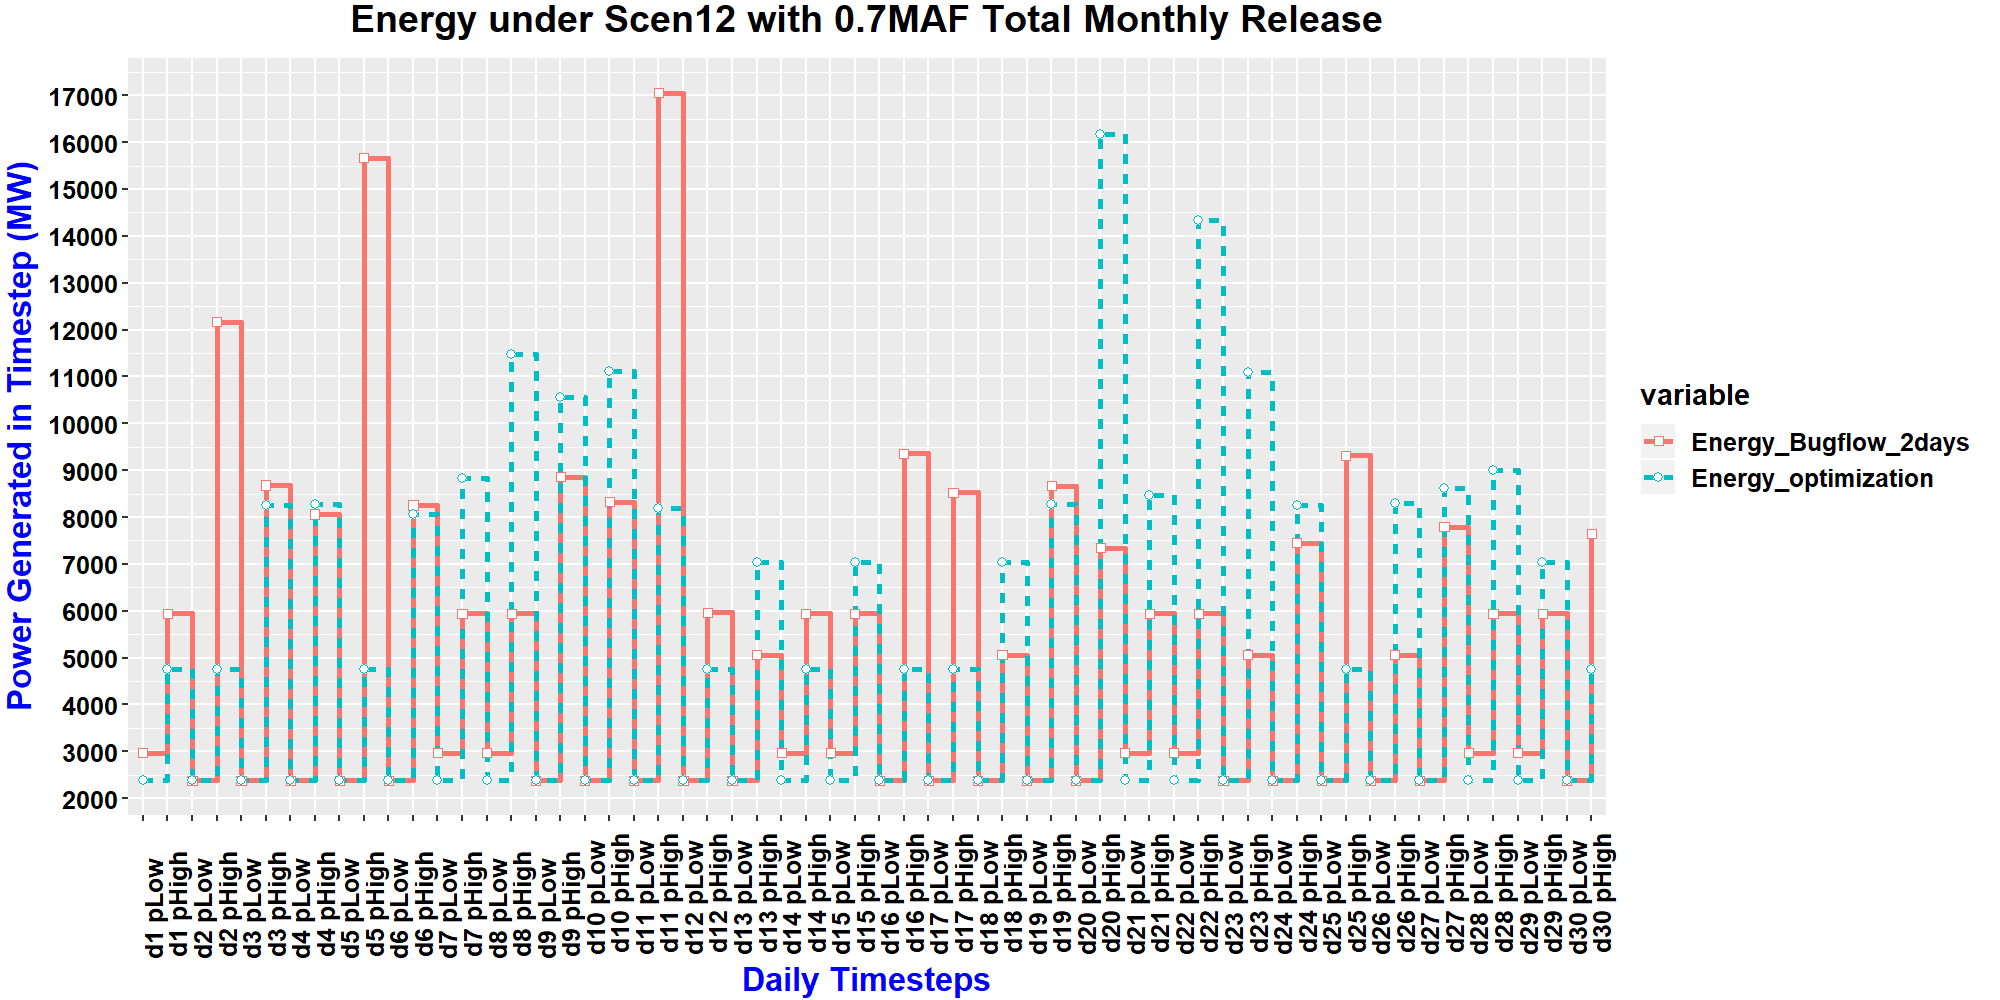 Energy under Scen12 with 0.7MAF Total Monthly Release
Power Generated in Timestep (MW)
17000
16000
15000
14000
13000
12000
11000
10000
9000
8000
7000
6000
5000
4000
3000
2000
d1 pLow
d1 pHigh
d2 pLow
d2 pHigh
d3 pLow
d3 pHigh
d4 pLow
d4 pHigh
d5 pLow
d5 pHigh
d6 pLow
d6 pHigh
d7 pLow
d7 pHigh
d8 pLow
d8 pHigh
d9 pLow
d9 pHigh
d10 pLow
d10 pHigh
d11 pLow
d11 pHigh
d12 pLow
d12 pHigh
d13 pLow
d13 pHigh
d14 pLow
d14 pHigh
d15 pLow
d15 pHigh
d16 pLow
d16 pHigh
d17 pLow
d17 pHigh
d18 pLow
d18 pHigh
d19 pLow
d19 pHigh
d20 pLow
d20 pHigh
d21 pLow
d21 pHigh
d22 pLow
d22 pHigh
d23 pLow
d23 pHigh
d24 pLow
d24 pHigh
d25 pLow
d25 pHigh
d26 pLow
d26 pHigh
d27 pLow
d27 pHigh
d28 pLow
d28 pHigh
d29 pLow
d29 pHigh
d30 pLow
d30 pHigh
Daily Timesteps
variable
Energy_Bugflow_2days
Energy_optimization